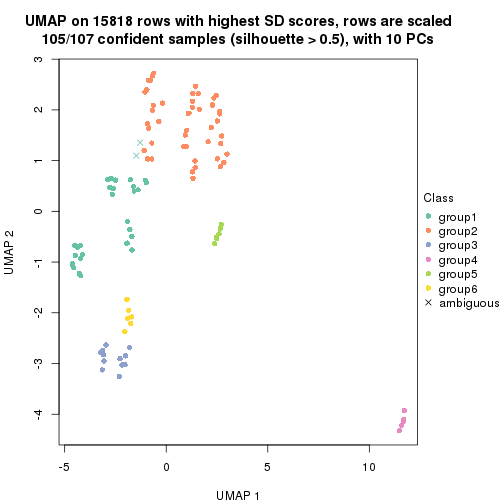 UMAP on 15818 rows with highest SD scores, rows are scaled
105/107 confident samples (silhouette > 0.5), with 10 PCs
3
2
1
0
-1
-2
-3
-4
UMAP 2
-5
0
5
10
UMAP 1
Class
group1
group2
group3
group4
group5
group6
ambiguous